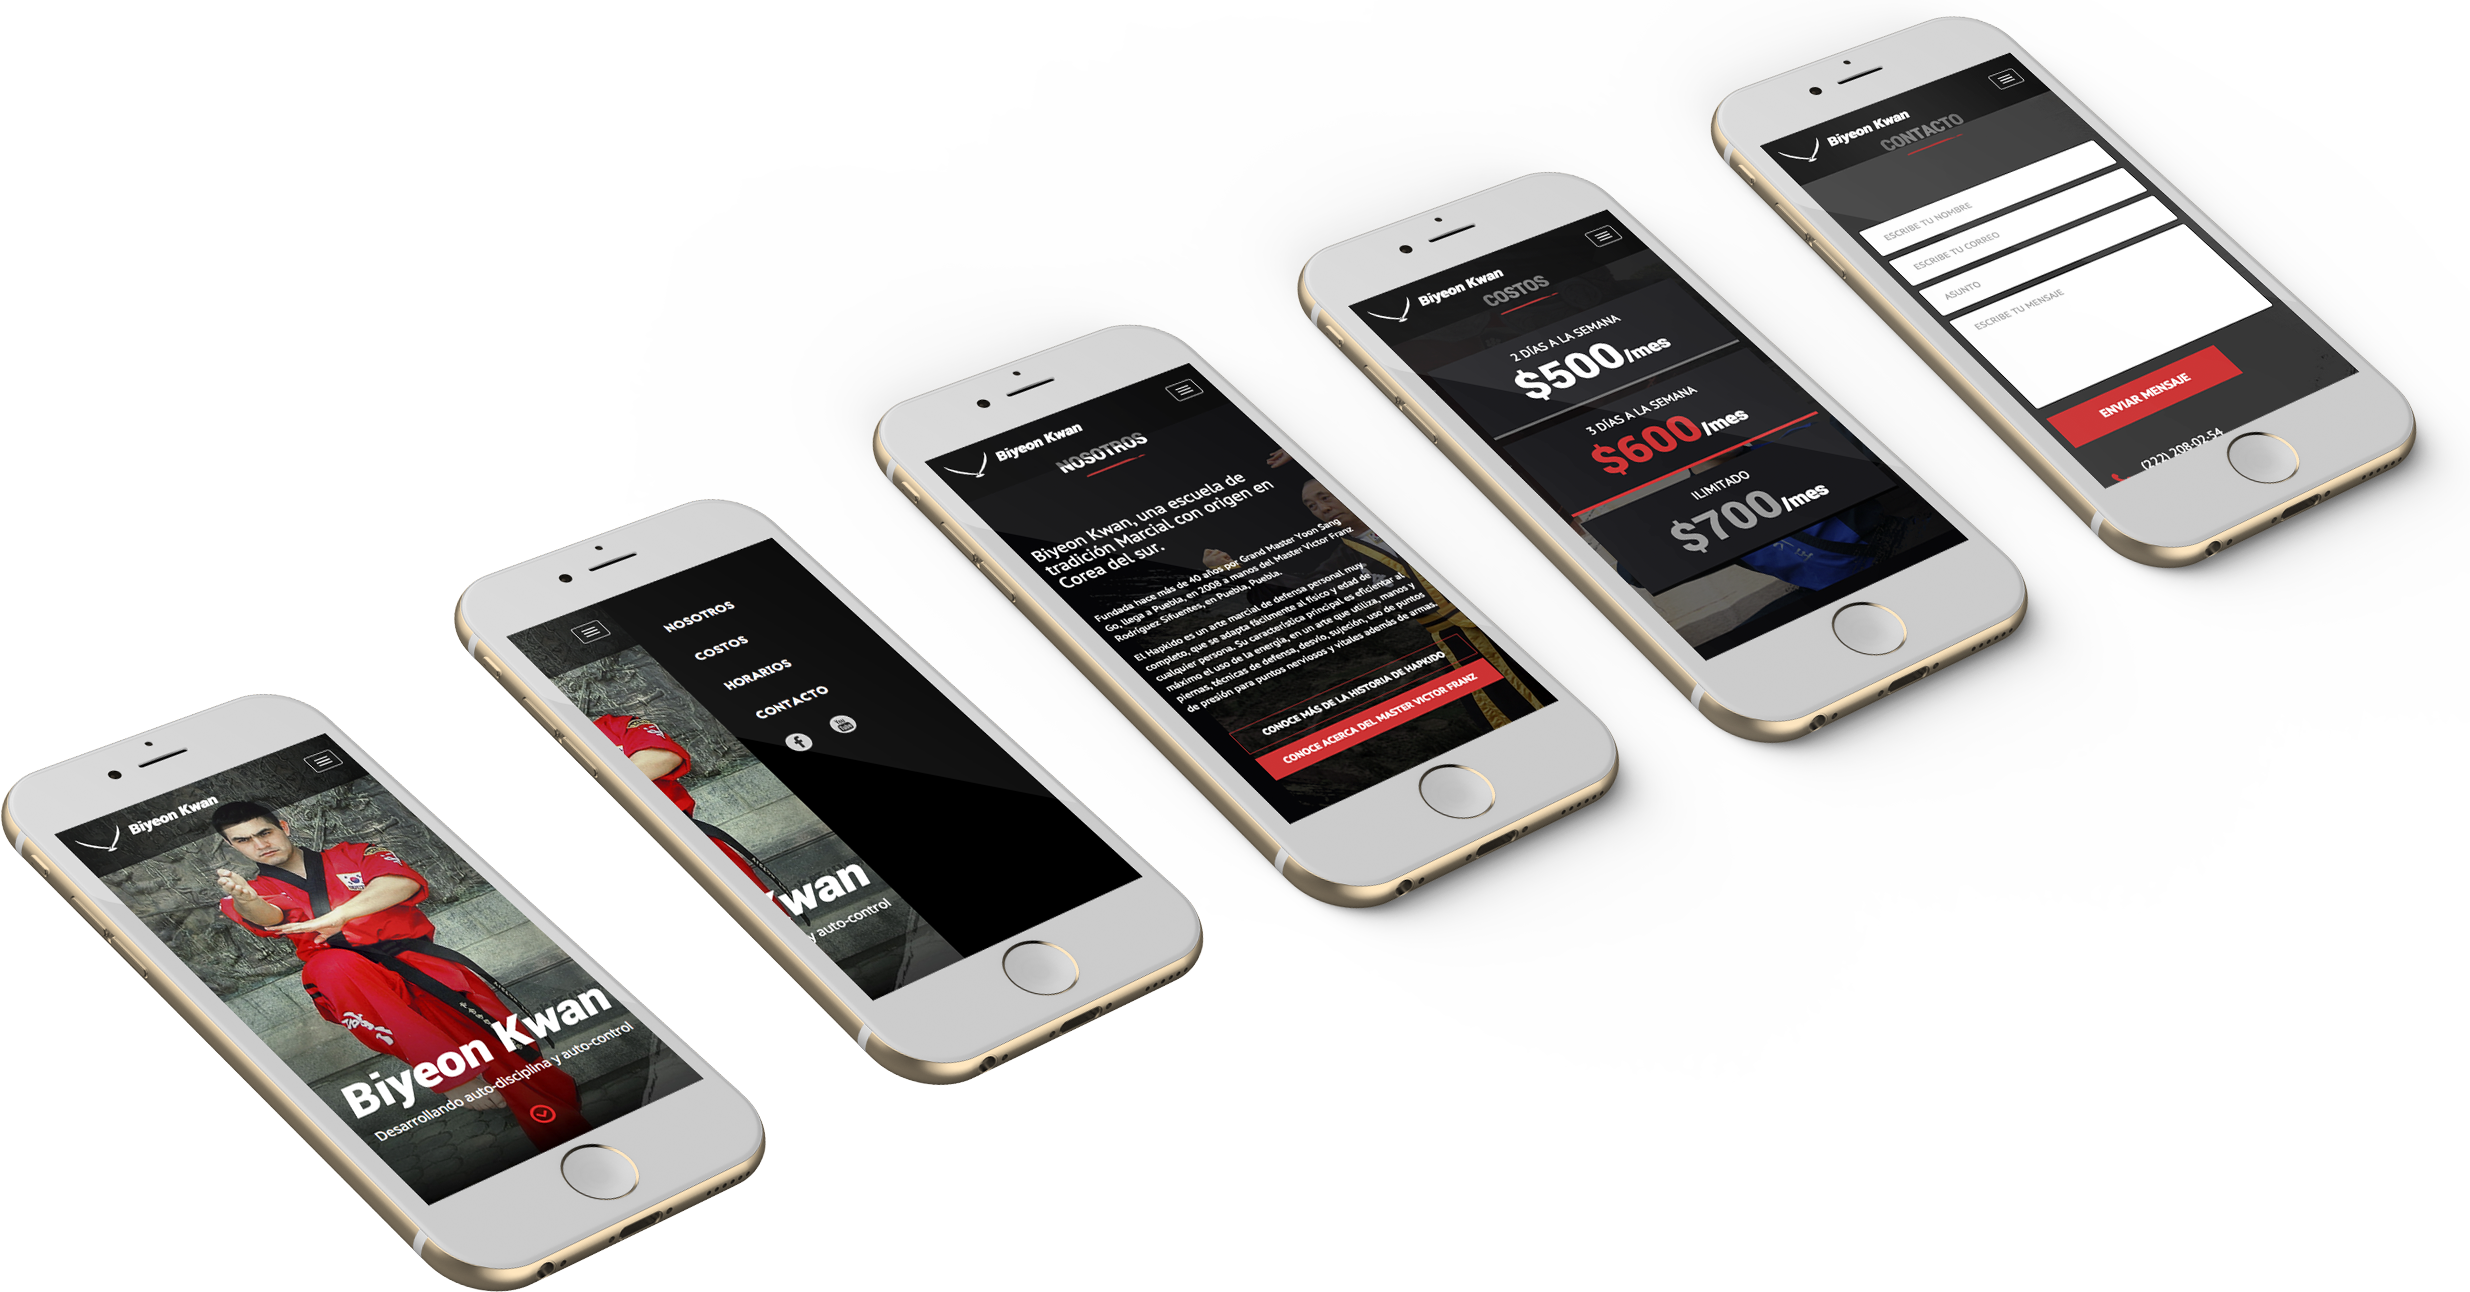 Biyeon Kwan
Biyeon Kwan
Desarrollando auto-disciplina y auto-control
NOSOTROS
COSTOS
HORARIOS
CONTACTO
You
Tube
Kwan
y auto-control
Biyeon Kwan
NOSOTROS
Biyeon Kwan, una escuela de
tradición Marcial con origen en
Corea del sur.
Fundada hace más de 40 años por Grand Master Yoon Sang
Go, llega a Puebla, en 2008 a manos del Master Victor Franz
Rodríguez Sifuentes, en Puebla, Puebla.
EL Hapkido es un arte marcial de defensa personal muy
completo, que se adapta fácilmente al físico y edad de
cualquier persona. Su característica principal es eficientar al
máximo el uso de la energía, en un arte que utiliza, manos y
piernas, técnicas de defensa, desvío, sujeción, uso de puntos
de presión para puntos nerviosos y vitales además de armas.
CONOCE MÁS DE LA HISTORIA DE HAPKIDO
CONOCE ACERCA DEL MASTER VICTOR FRANZ
Biyeon Kwan
COSTOS
2 DÍAS A LA SEMANA
$500/mes
3 DÍAS A LA SEMANA
$600/mes
ILIMITADO
$700/mes
Biyeon Kwan
CONTACTO
ESCRIBE TU NOMBRE
ESCRIBE TU CORREO
ASUNTO
ESCRIBE TU MENSAJE
ENVIAR MENSAJE
(222) 208-02-54